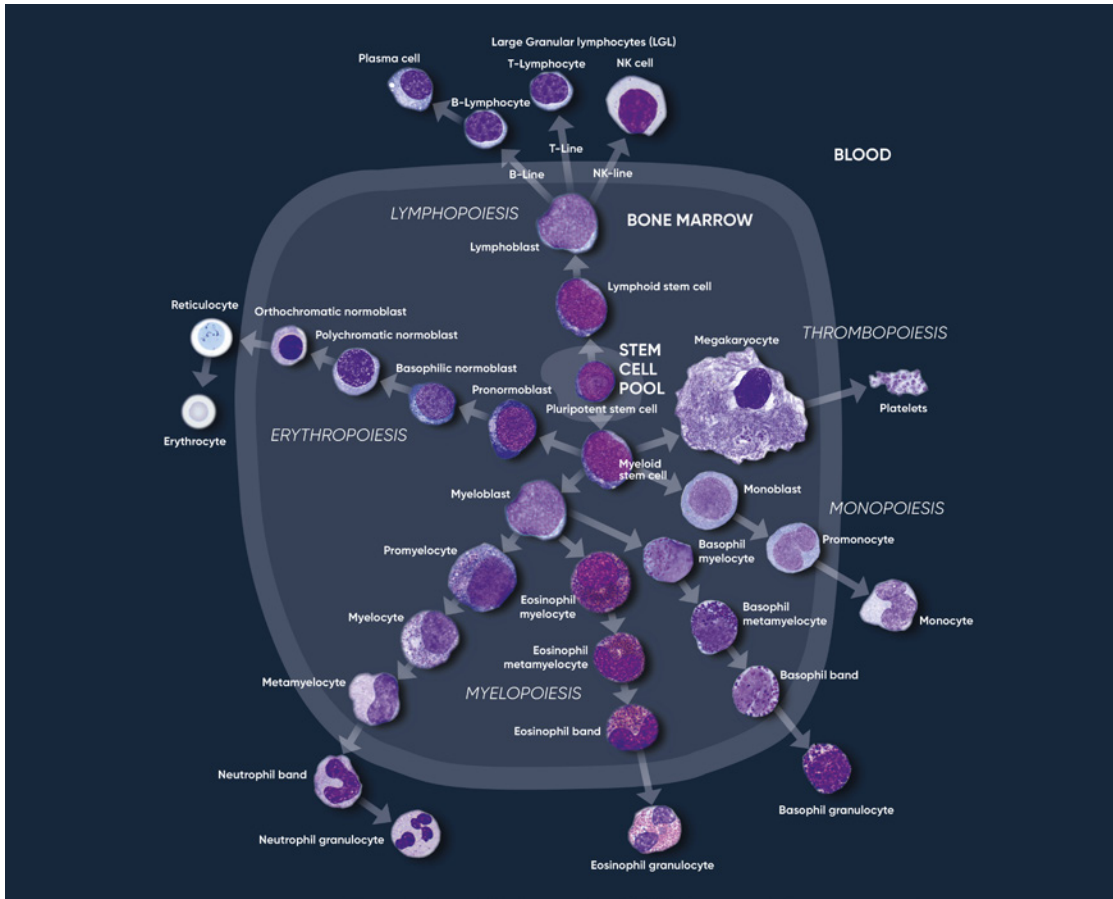 Large Granular lymphocytes (LGL)
Plasma cell
T-Lymphocyte
NK cell
B-Lymphocyte
T-Line
B-Line
NK-line
BLOOD
LYMPHOPOIESIS
BONE MARROW
Lymphoblast
Lymphoid stem cell
Reticulocyte
Orthochromatic normoblast
Polychromatic normoblast
Basophilic normoblast
Pronormoblast
STEM
CELL
POOL
Pluripotent stem cell
Megakaryocyte
THROMBOPOIESIS
Platelets
Erythrocyte
ERYTHROPOIESIS
Myeloid
stem cell
Myeloblast
Monoblast
MONOPOIESIS
Promonocyte
Monocyte
Promyelocyte
Basophil
myelocyte
Myelocyte
Eosinophil
myelocyte
Basophil
metamyelocyte
Eosinophil
metamyelocyte
Metamyelocyte
MYELOPOIESIS
Basophil band
Eosinophil band
Neutrophil band
Basophil granulocyte
Neutrophil granulocyte
Eosinophil granulocyte